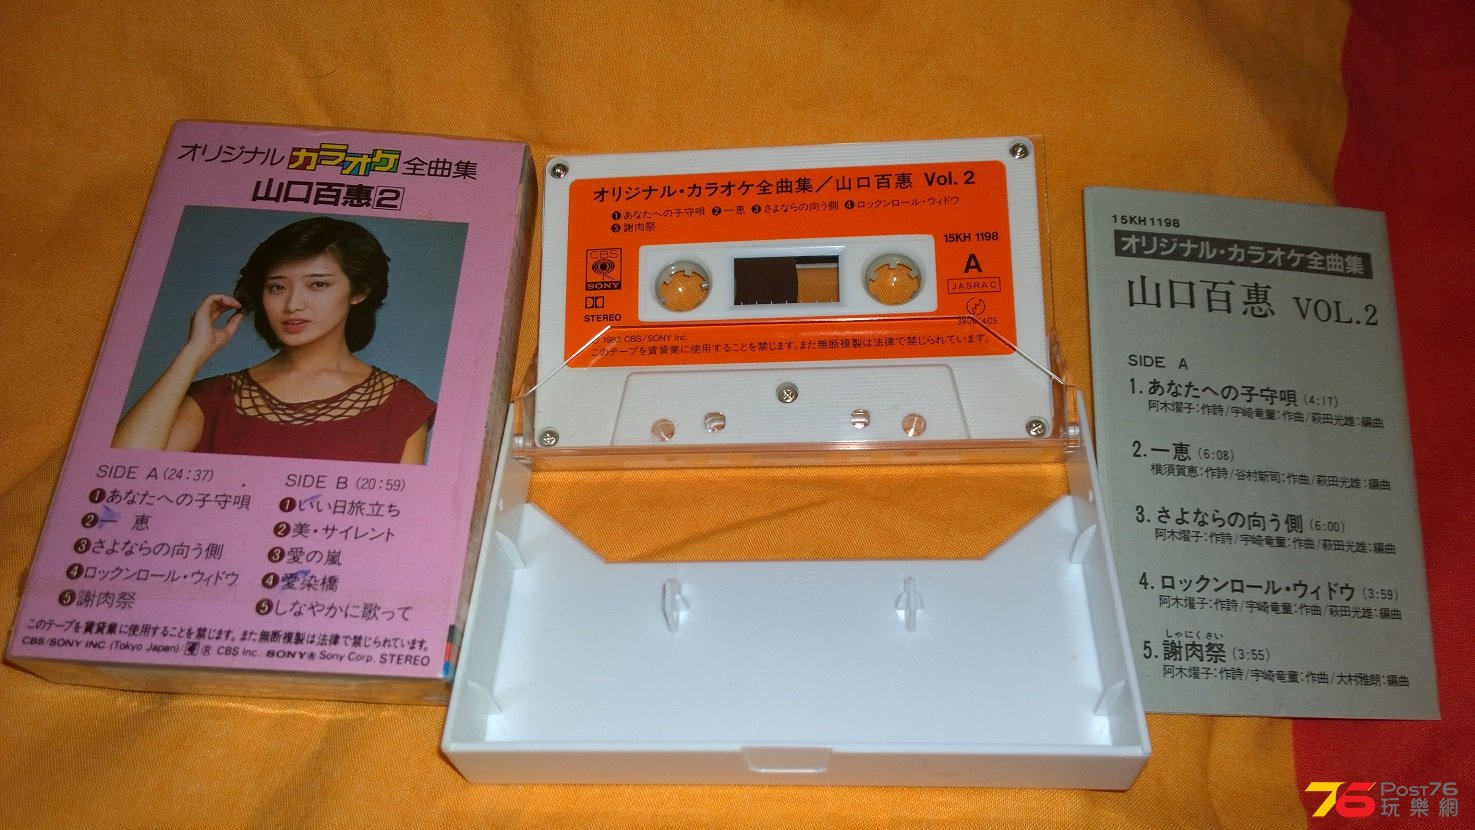 オリジナル カラオケ 全曲集
山口百惠 2
SIDE A (24:37)
❶あなたへの子守唄
❷一 恵
❸さよならの向う側
❹ロックンロール・ウィドウ
❺謝肉祭
SIDE B (20:59)
❶いい日旅立ち
❷美・サイレント
❸愛の嵐
❹愛染橋
❺しなやかに歌って
このテープを賃貸業に使用することを禁じます。また無断複製は法律で禁じられています。
CBS/SONY INC. (Tokyo Japan)/ ® CBS Inc. SONY® Sony Corp. STEREO
オリジナル・カラオケ全曲集/山口百惠 Vol. 2
❶あなたへの子守唄 ❷一恵 ❸さよならの向う側 ❹ロックンロール・ウィドウ
❺謝肉祭
15KH 1198
CBS
SONY
A
JASRAC
STEREO
1982 CBS/SONY Inc.
このテープを賃貸業に使用することを禁じます。また無断複製は法律で禁じられています。
15KH1198
オリジナル・カラオケ全曲集
山口百惠 VOL.2
SIDE A
1. あなたへの子守唄 (4:17)
阿木燿子:作詩/宇崎竜童:作曲/萩田光雄:編曲
2. 一恵 (6:08)
横須賀恵:作詩/谷村新司:作曲/萩田光雄:編曲
3. さよならの向う側 (6:00)
阿木燿子:作詩/宇崎竜童:作曲/萩田光雄:編曲
4. ロックンロール・ウィドウ (3:59)
阿木燿子:作詩/宇崎竜童:作曲/萩田光雄:編曲
しゃにくさい
5. 謝肉祭 (3:55)
阿木燿子:作詩/宇崎竜童:作曲/大村雅朗:編曲
76 Post76
玩樂網